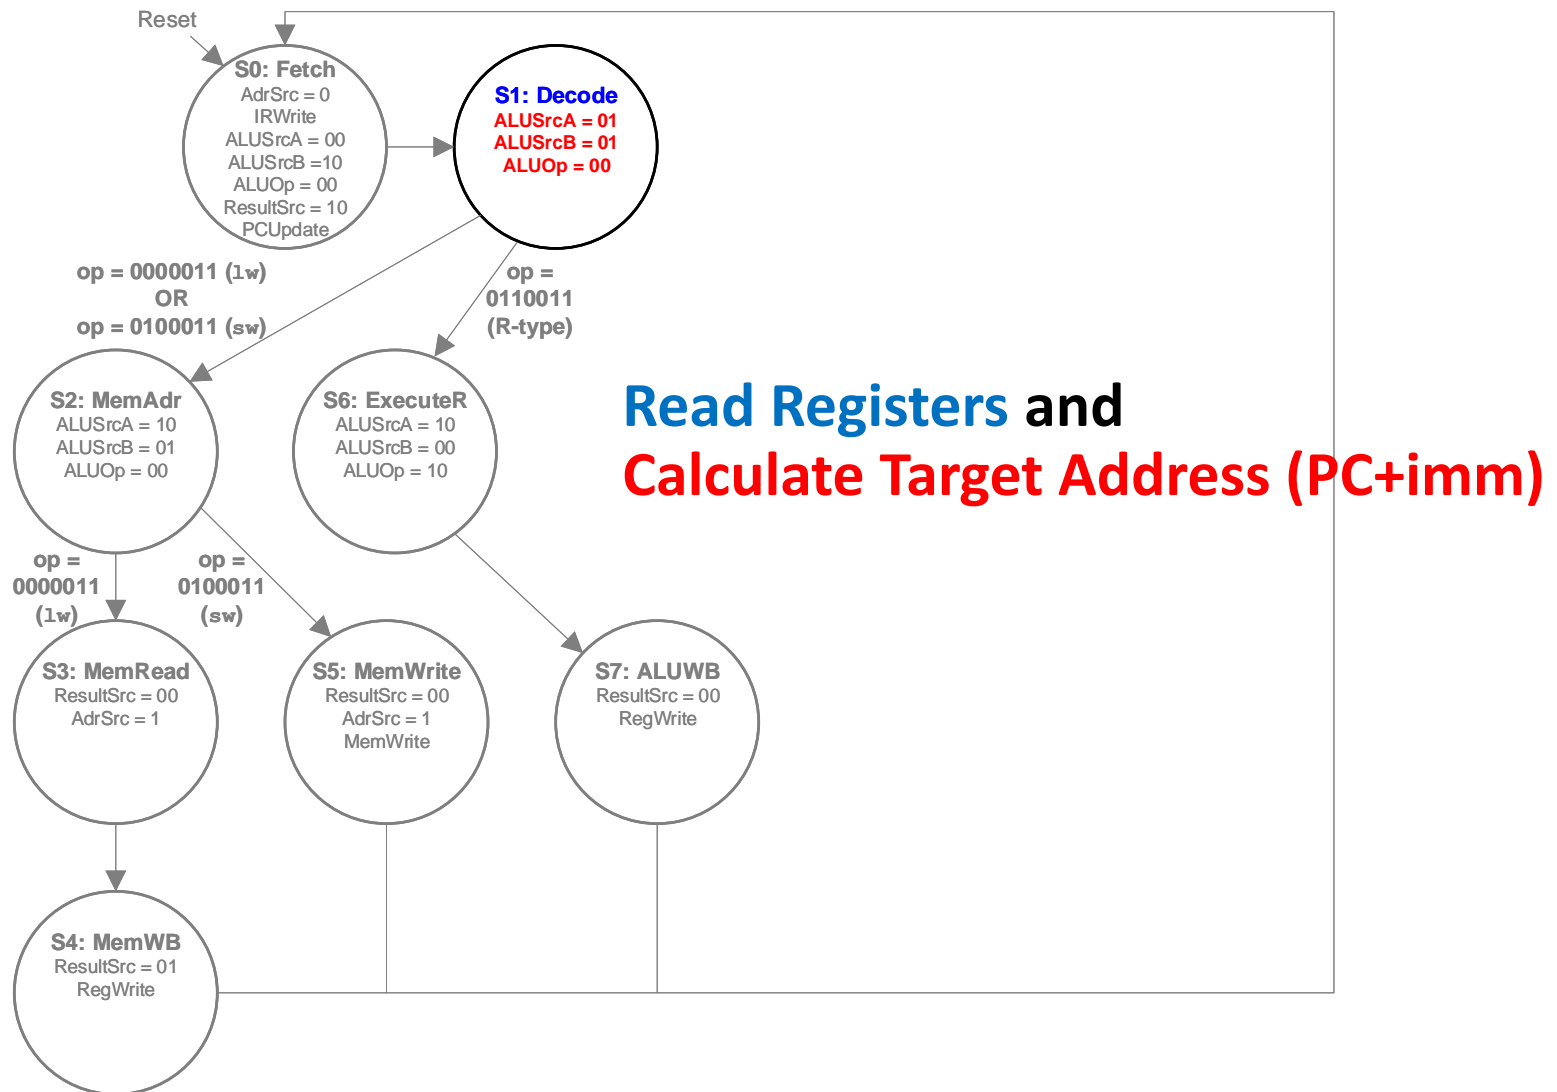 Reset
S0: Fetch
AdrSrc = 0
IRWrite
ALUSrcA = 00
ALUSrcB =10
ALUOp = 00
ResultSrc = 10
PCUpdate
S1: Decode
ALUSrcA = 01
ALUSrcB = 01
ALUOp = 00
op = 0000011 (lw)
OR
op = 0100011 (sw)
op =
0110011
(R-type)
S2: MemAdr
ALUSrcA = 10
ALUSrcB = 01
ALUOp = 00
S6: ExecuteR
ALUSrcA = 10
ALUSrcB = 00
ALUOp = 10
Read Registers and
Calculate Target Address (PC+imm)
op =
0000011
(lw)
op =
0100011
(sw)
S3: MemRead
ResultSrc = 00
AdrSrc = 1
S5: MemWrite
ResultSrc = 00
AdrSrc = 1
MemWrite
S7: ALUWB
ResultSrc = 00
RegWrite
S4: MemWB
ResultSrc = 01
RegWrite